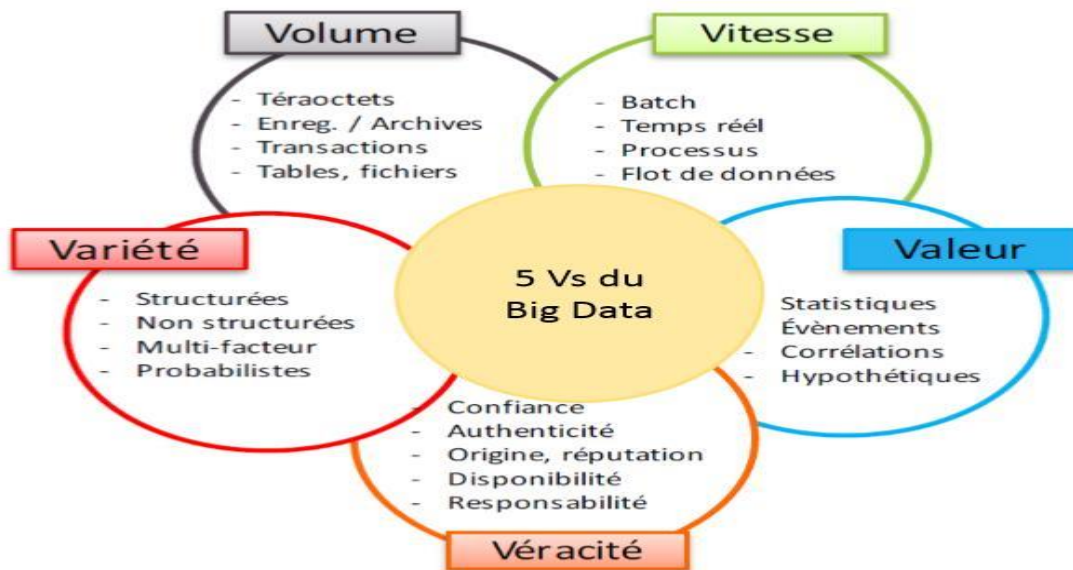 Volume
- Téraoctets
- Enreg. / Archives
- Transactions
- Tables, fichiers
Vitesse
- Batch
- Temps réél
- Processus
- Flot de données
Variété
- Structurées
- Non structurées
- Multi-facteur
- Probabilistes
5 Vs du
Big Data
Valeur
Statistiques
Évènements
- Corrélations
- Hypothétiques
- Confiance
- Authenticité
- Origine, réputation
- Disponibilité
- Responsabilité
Véracité